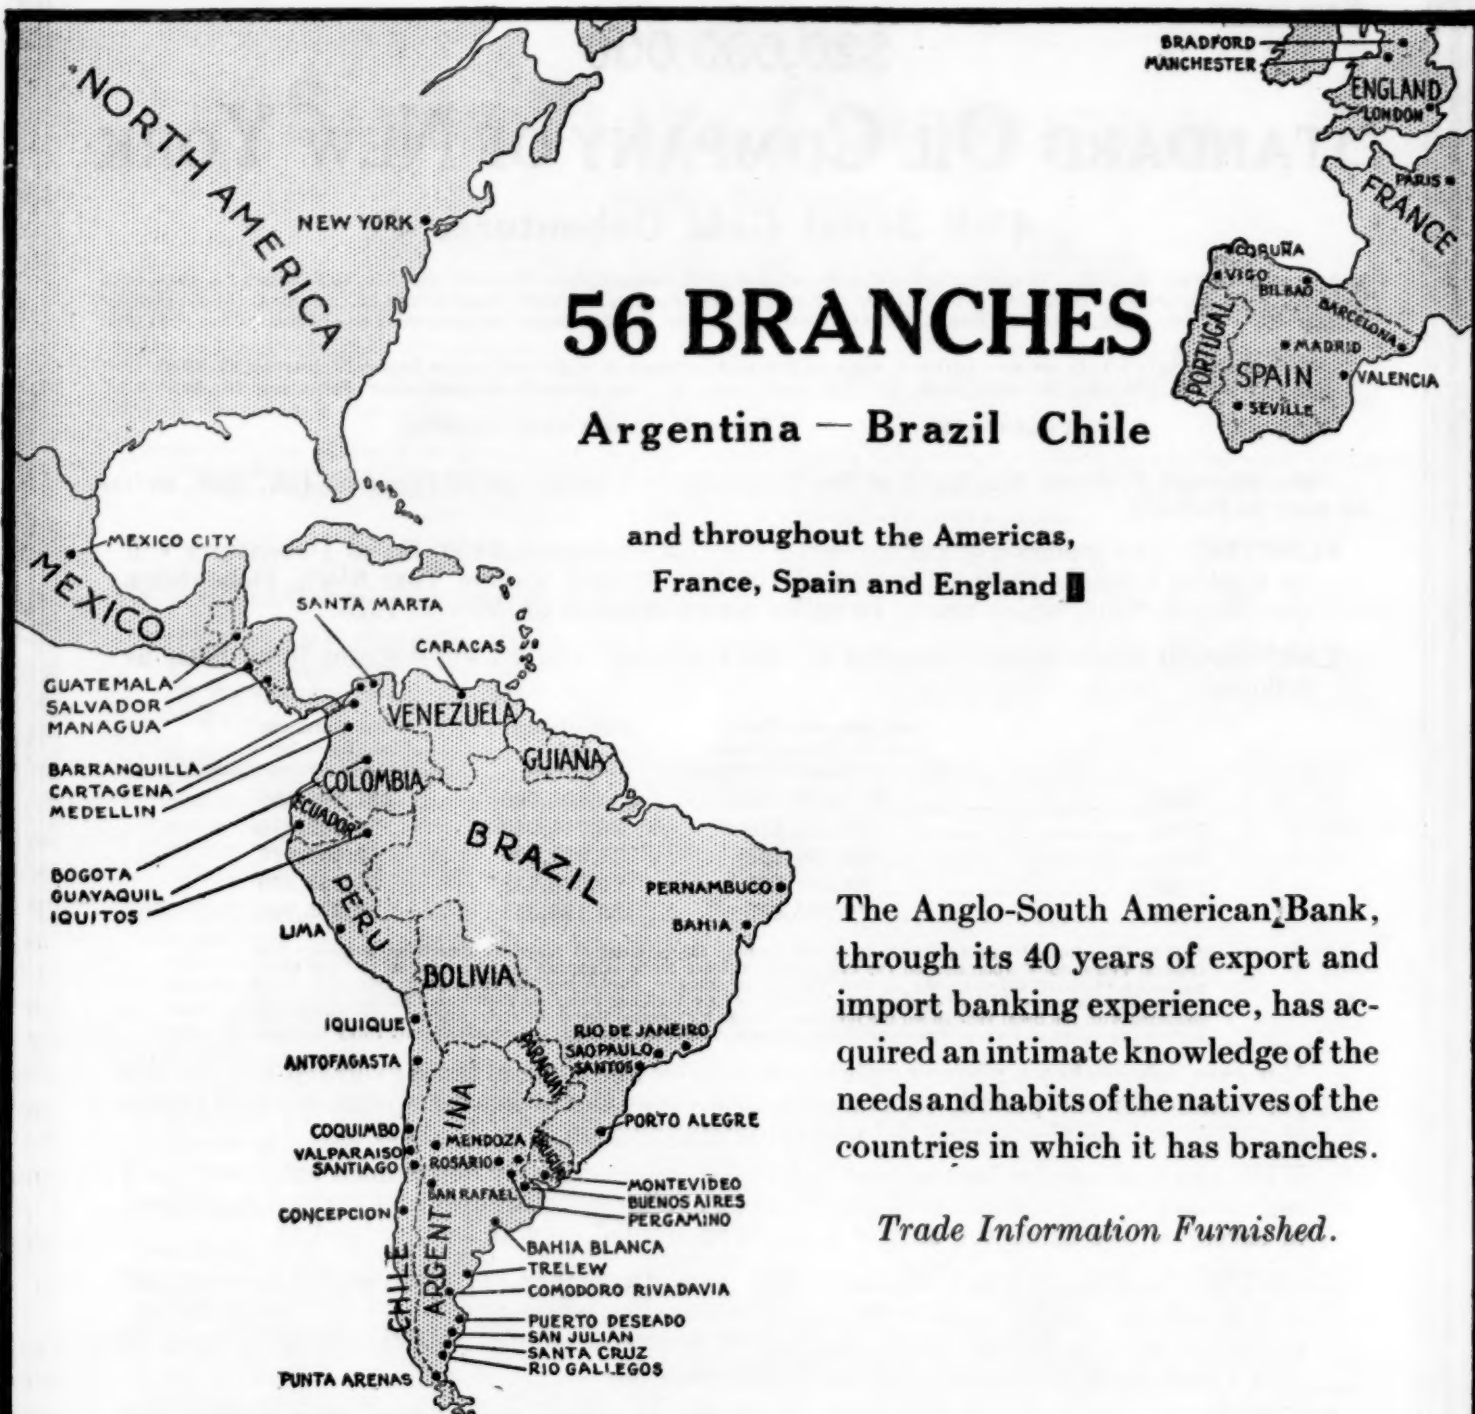 BRADFORD
MANCHESTER
ENGLAND
LONDON
NORTH AMERICA
PARIS
FRANCE
NEW YORK
CORUÑA
VIGO
BILBAO
BARCELONA
PORTUGAL
MADRID
SPAIN
VALENCIA
SEVILLE
56 BRANCHES
Argentina — Brazil Chile
and throughout the Americas,
France, Spain and England
MEXICO CITY
MEXICO
SANTA MARTA
CARACAS
GUATEMALA
SALVADOR
MANAGUA
VENEZUELA
GUIANA
BARRANQUILLA
CARTAGENA
MEDELLIN
COLOMBIA
ECUADOR
BRAZIL
BOGOTA
GUAYAQUIL
IQUITOS
PERU
LIMA
PERNAMBUCO
BAHIA
BOLIVIA
IQUIQUE
RIO DE JANEIRO
SAO PAULO
SANTOS
ANTOFAGASTA
PARAGUAY
PORTO ALEGRE
COQUIMBO
VALPARAISO
SANTIAGO
MENDOZA
ROSARIO
SAN RAFAEL
URUGUAY
MONTEVIDEO
BUENOS AIRES
PERGAMINO
CONCEPCION
ARGENTINA
CHILE
BAHIA BLANCA
TRELEW
COMODORO RIVADAVIA
PUERTO DESEADO
SAN JULIAN
SANTA CRUZ
RIO GALLEGOS
PUNTA ARENAS
The Anglo-South American Bank,
through its 40 years of export and
import banking experience, has ac-
quired an intimate knowledge of the
needs and habits of the natives of the
countries in which it has branches.
Trade Information Furnished.